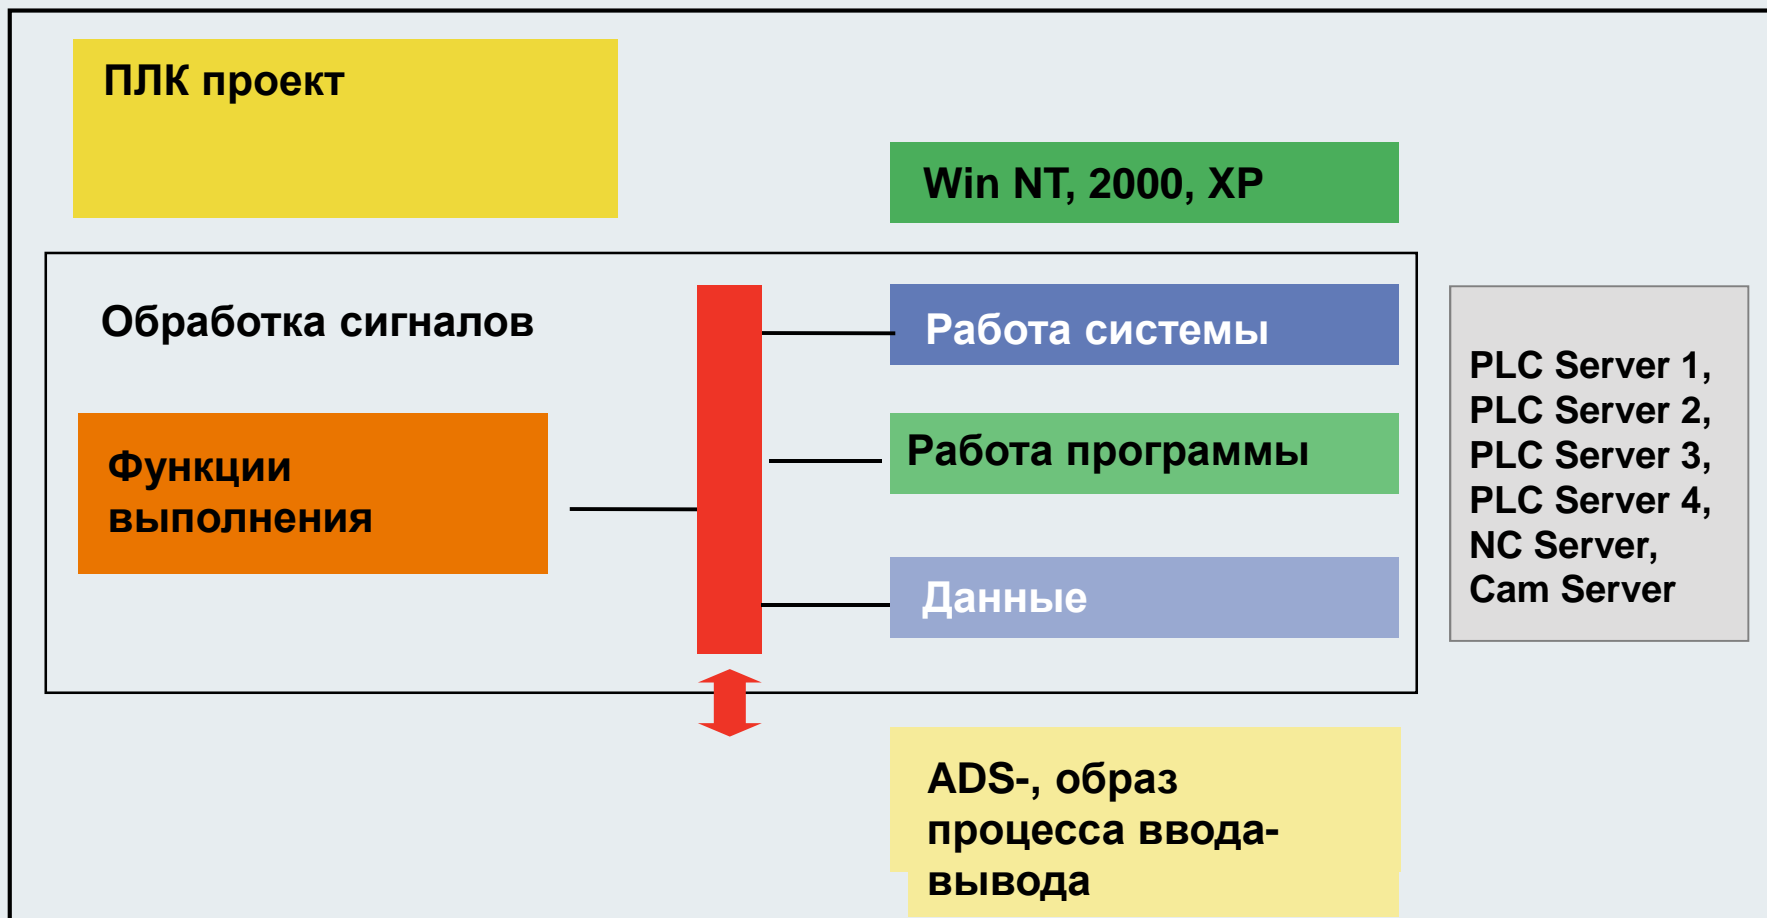 ПЛК проект
Win NT, 2000, XP
Обработка сигналов
Работа системы
Функции
выполнения
Работа программы
Данные
PLC Server 1,
PLC Server 2,
PLC Server 3,
PLC Server 4,
NC Server,
Cam Server
ADS-, образ
процесса ввода-
вывода